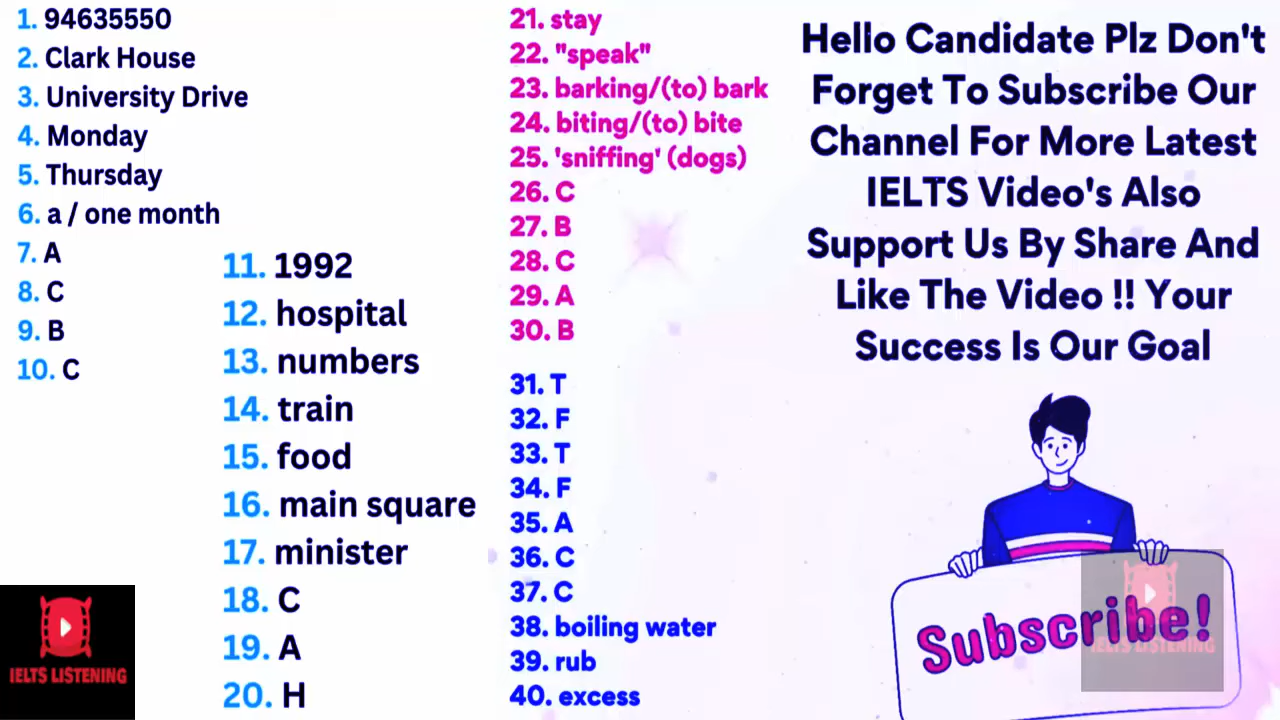 1. 94635550
2. Clark House
3. University Drive
4. Monday
5. Thursday
6. a / one month
7. A
8. C
9. B
10. C
11. 1992
12. hospital
13. numbers
14. train
15. food
16. main square
17. minister
18. C
19. A
20. H
21. stay
22. "speak"
23. barking/(to) bark
24. biting/(to) bite
25. 'sniffing' (dogs)
26. C
27. B
28. C
29. A
30. B
31. T
32. F
33. T
34. F
35. A
36. C
37. C
38. boiling water
39. rub
40. excess
Hello Candidate Plz Don't
Forget To Subscribe Our
Channel For More Latest
IELTS Video's Also
Support Us By Share And
Like The Video !! Your
Success Is Our Goal
Subscribe!
IELTS LISTENING
IELTS LISTENING